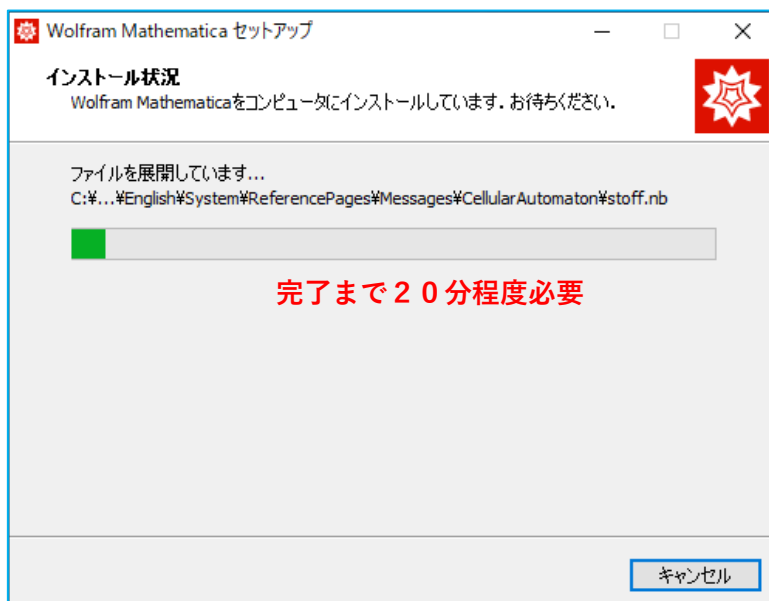 Wolfram Mathematica セットアップ
インストール状況
Wolfram Mathematicaをコンピュータにインストールしています．お待ちください．
ファイルを展開しています...
C:¥...¥English¥System¥ReferencePages¥Messages¥CellularAutomaton¥stoff.nb
完了まで２０分程度必要
キャンセル